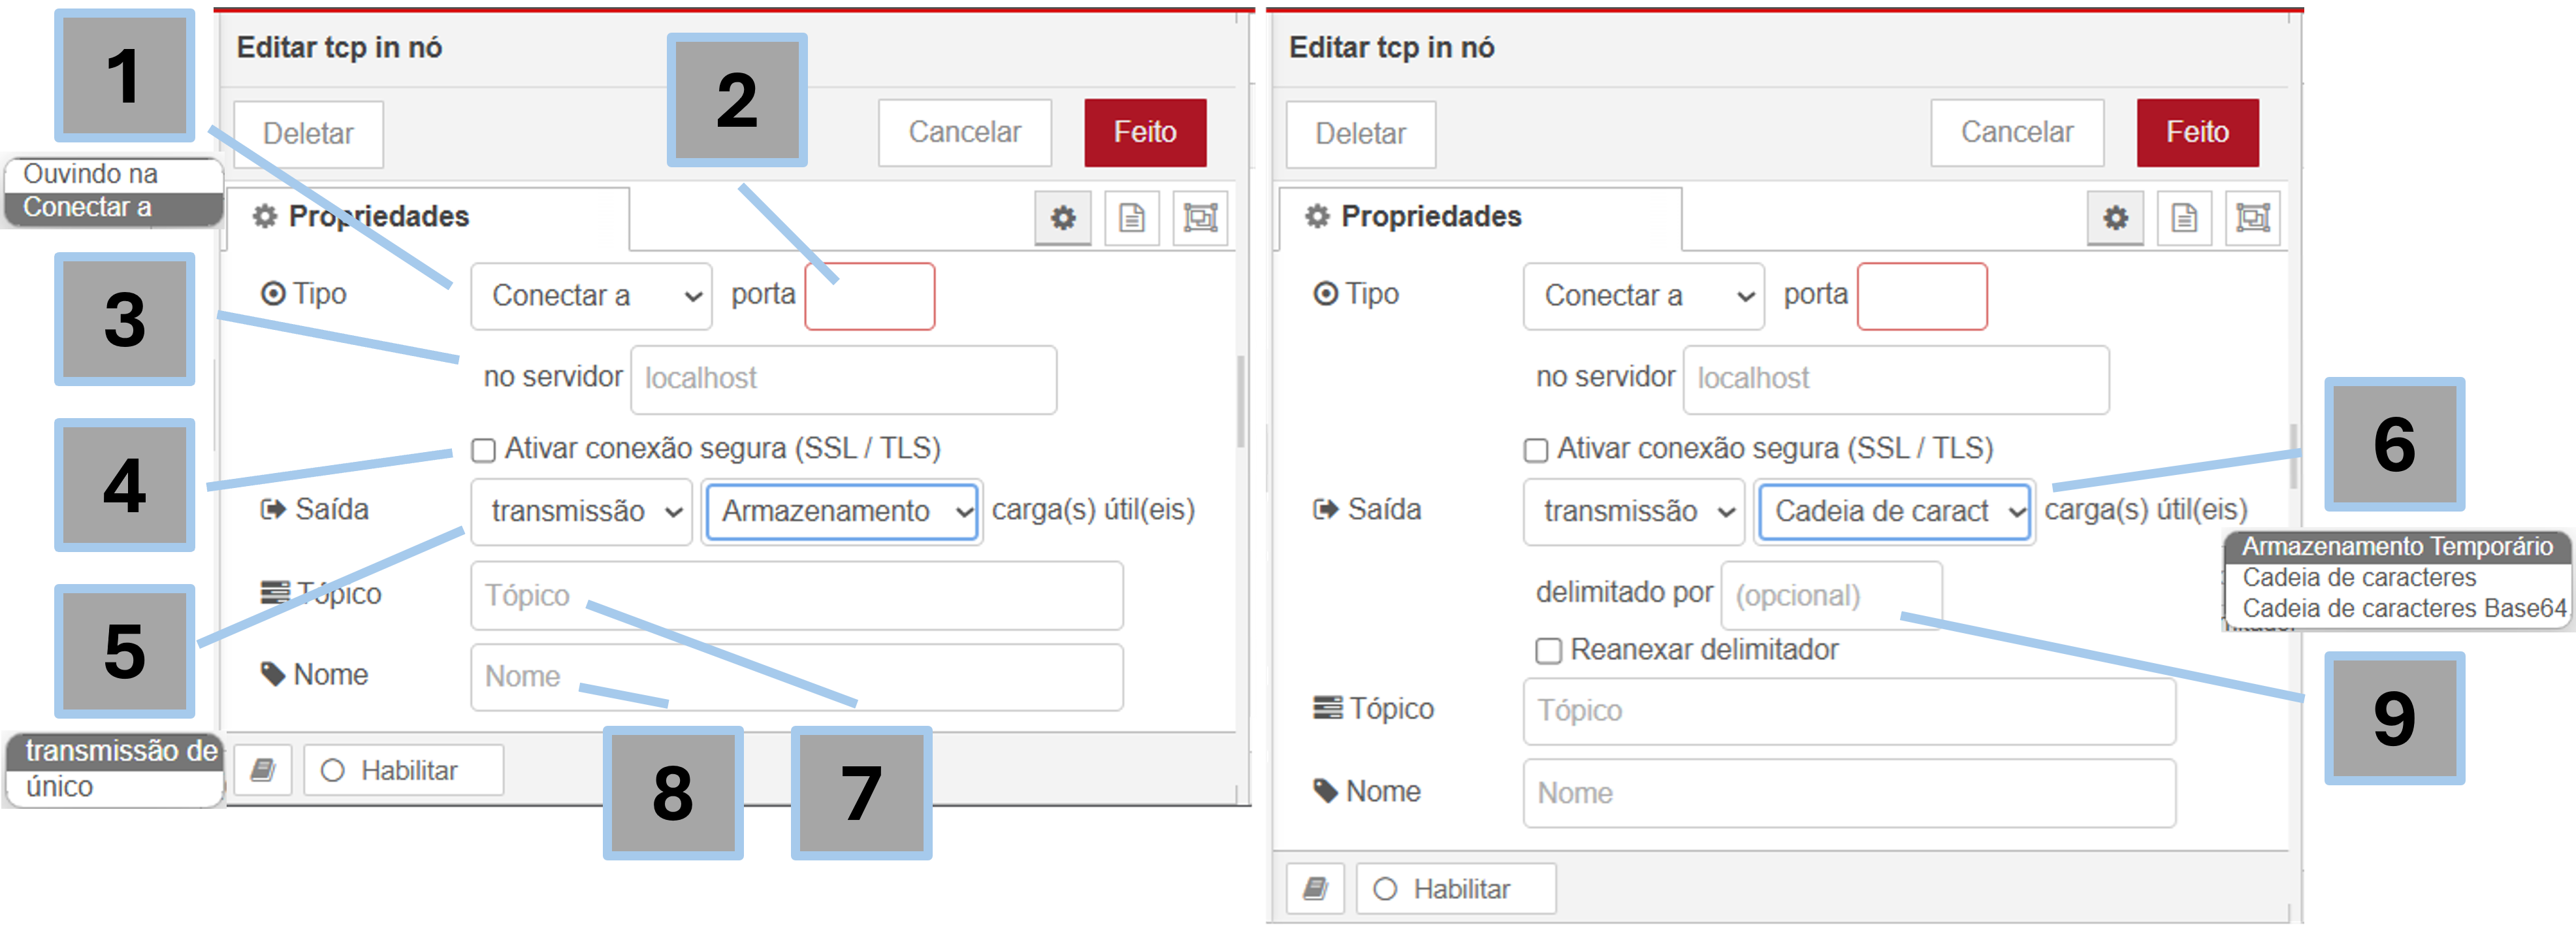 1
Editar tcp in nó
2
Deletar
Cancelar
Feito
Ouvindo na
Conectar a
Propriedades
3
Tipo
Conectar a
porta
no servidor
localhost
4
Ativar conexão segura (SSL / TLS)
Saída
transmissão
Armazenamento
carga(s) útil(eis)
5
Tópico
Tópico
Nome
Nome
transmissão de
único
Habilitar
8
7
Editar tcp in nó
Deletar
Cancelar
Feito
Propriedades
Tipo
Conectar a
porta
no servidor
localhost
Ativar conexão segura (SSL / TLS)
6
Saída
transmissão
Cadeia de caract
carga(s) útil(eis)
Armazenamento Temporário
Cadeia de caracteres
Cadeia de caracteres Base64
delimitado por
(opcional)
Reanexar delimitador
9
Tópico
Tópico
Nome
Nome
Habilitar